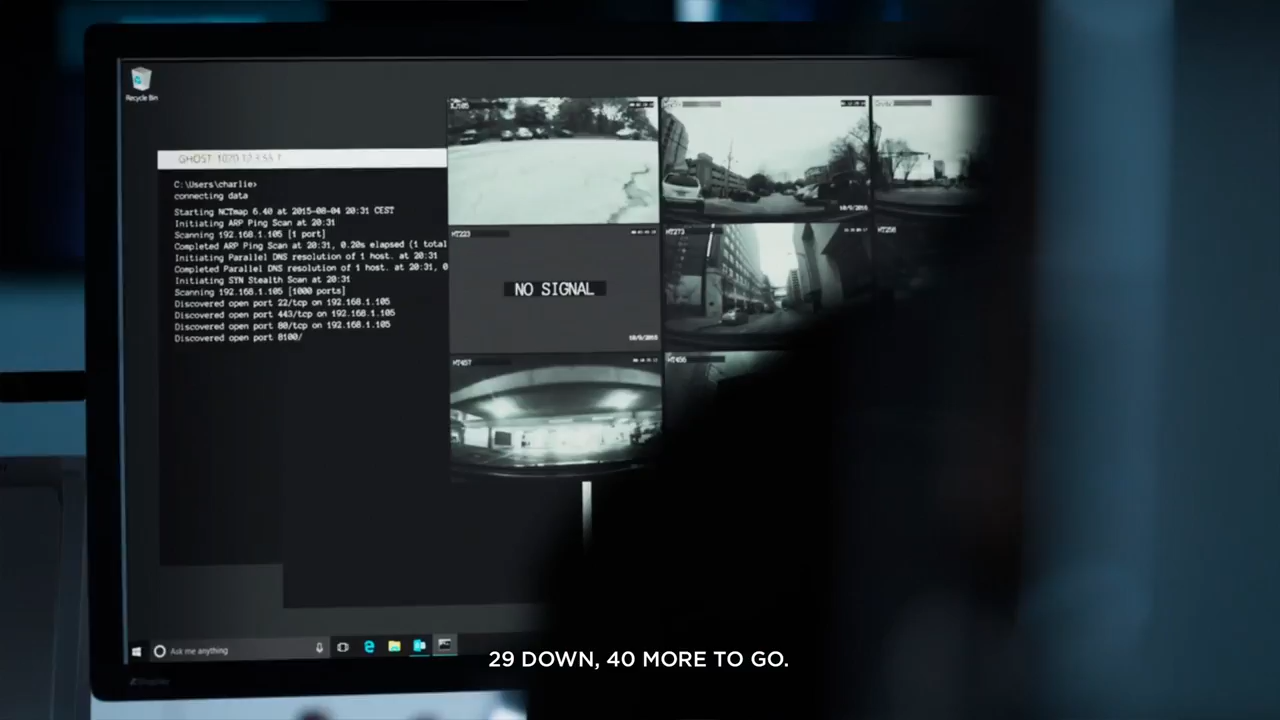 Recycle Bin
C:\Users\charlie>
connecting data
Starting NCTmap 6.40 at 2015-08-04 20:31 CEST
Initiating ARP Ping Scan at 20:31
Scanning 192.168.1.105 [1 port]
Completed ARP Ping Scan at 20:31, 0.20s elapsed (1 total
Initiating Parallel DNS resolution of 1 host. at 20:31
Completed Parallel DNS resolution of 1 host. at 20:31, 0
Initiating SYN Stealth Scan at 20:31
Scanning 192.168.1.105 [1000 ports]
Discovered open port 22/tcp on 192.168.1.105
Discovered open port 443/tcp on 192.168.1.105
Discovered open port 80/tcp on 192.168.1.105
Discovered open port 8100/
HT223
HT273
HT256
NO SIGNAL
HT457
HT456
Ask me anything
29 DOWN, 40 MORE TO GO.